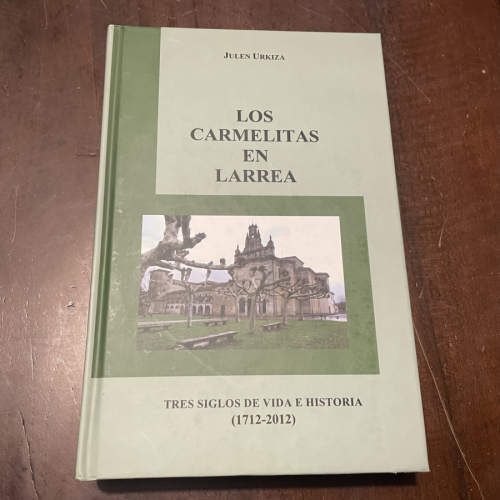 JULEN URKIZA
LOS
CARMELITAS
EN
LARREA
TRES SIGLOS DE VIDA E HISTORIA
(1712-2012)